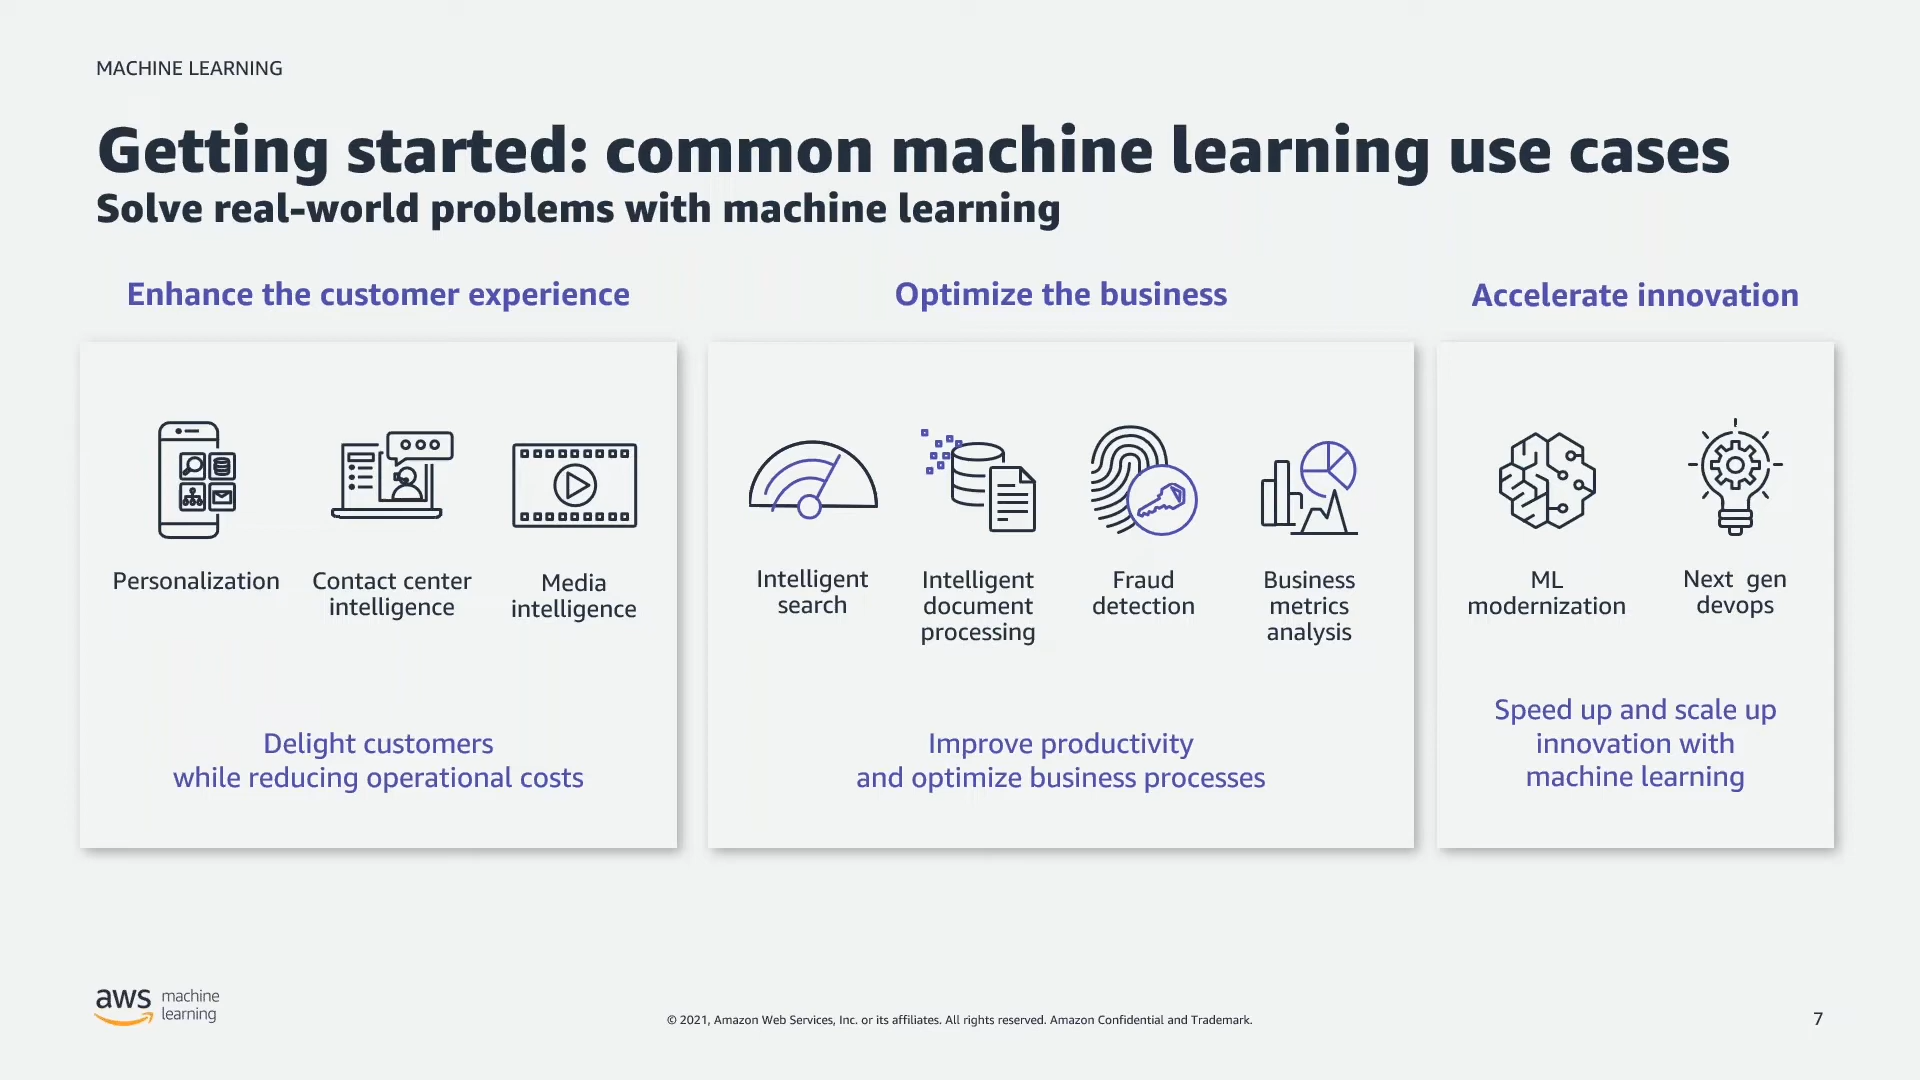 MACHINE LEARNING
Getting started: common machine learning use cases
Solve real-world problems with machine learning
Enhance the customer experience
Personalization
Contact center
intelligence
Media
intelligence
Delight customers
while reducing operational costs
Optimize the business
Intelligent
search
Intelligent
document
processing
Fraud
detection
Business
metrics
analysis
Improve productivity
and optimize business processes
Accelerate innovation
ML
modernization
Next gen
devops
Speed up and scale up
innovation with
machine learning
aws machine
learning
© 2021, Amazon Web Services, Inc. or its affiliates. All rights reserved. Amazon Confidential and Trademark.
7